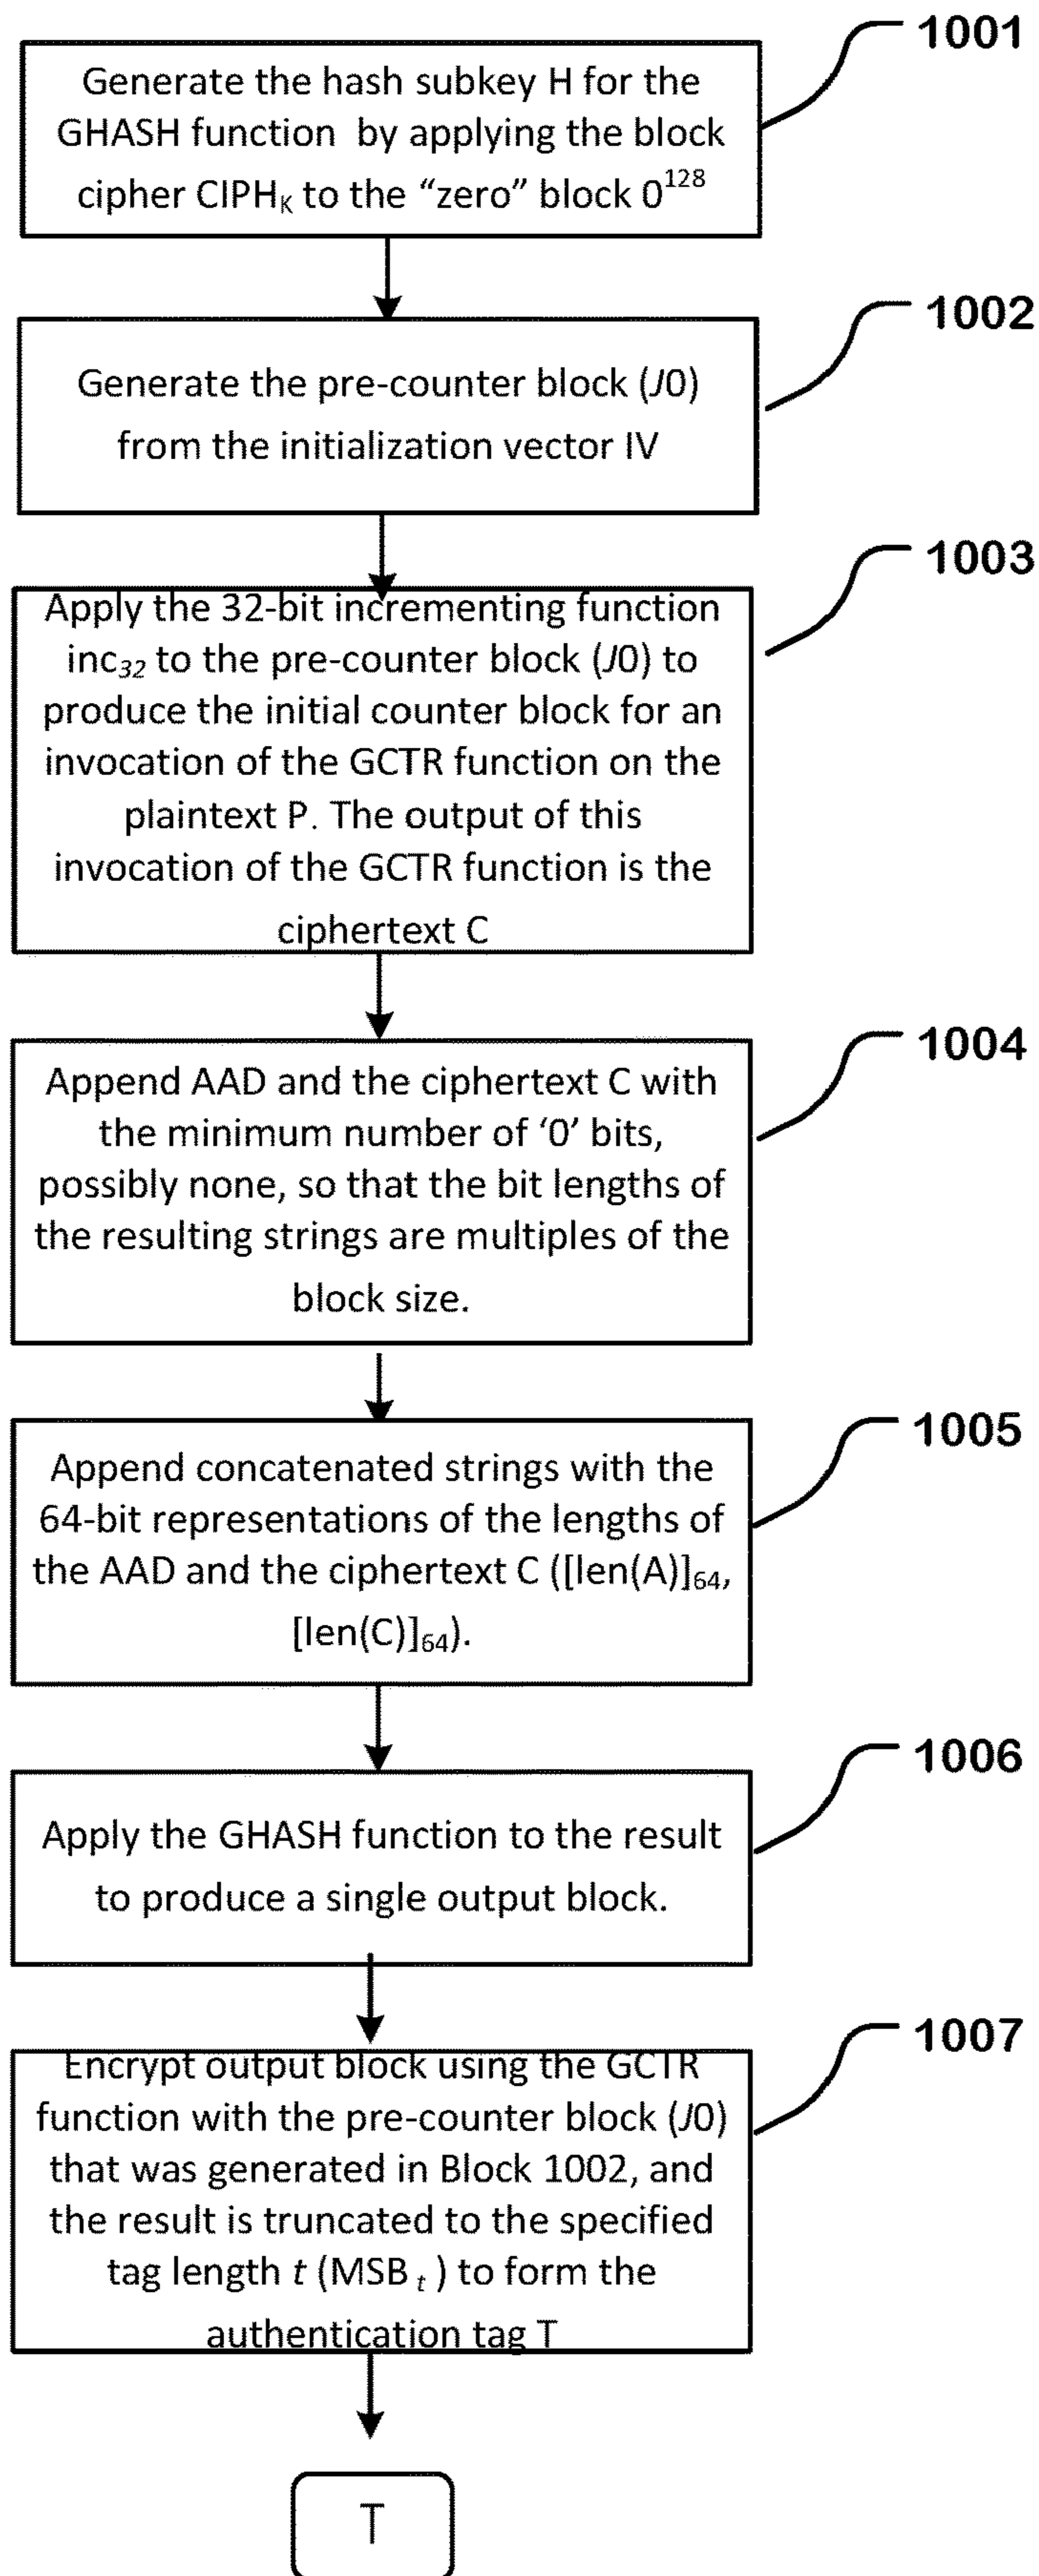 1001
Generate the hash subkey H for the
GHASH function by applying the block
cipher CIPHK to the “zero” block 0¹²⁸
1002
Generate the pre-counter block (J0)
from the initialization vector IV
1003
Apply the 32-bit incrementing function
inc₃₂ to the pre-counter block (J0) to
produce the initial counter block for an
invocation of the GCTR function on the
plaintext P. The output of this
invocation of the GCTR function is the
ciphertext C
1004
Append AAD and the ciphertext C with
the minimum number of ‘0’ bits,
possibly none, so that the bit lengths of
the resulting strings are multiples of the
block size.
1005
Append concatenated strings with the
64-bit representations of the lengths of
the AAD and the ciphertext C ([len(A)]₆₄,
[len(C)]₆₄).
1006
Apply the GHASH function to the result
to produce a single output block.
1007
Encrypt output block using the GCTR
function with the pre-counter block (J0)
that was generated in Block 1002, and
the result is truncated to the specified
tag length t (MSB ₜ ) to form the
authentication tag T
T